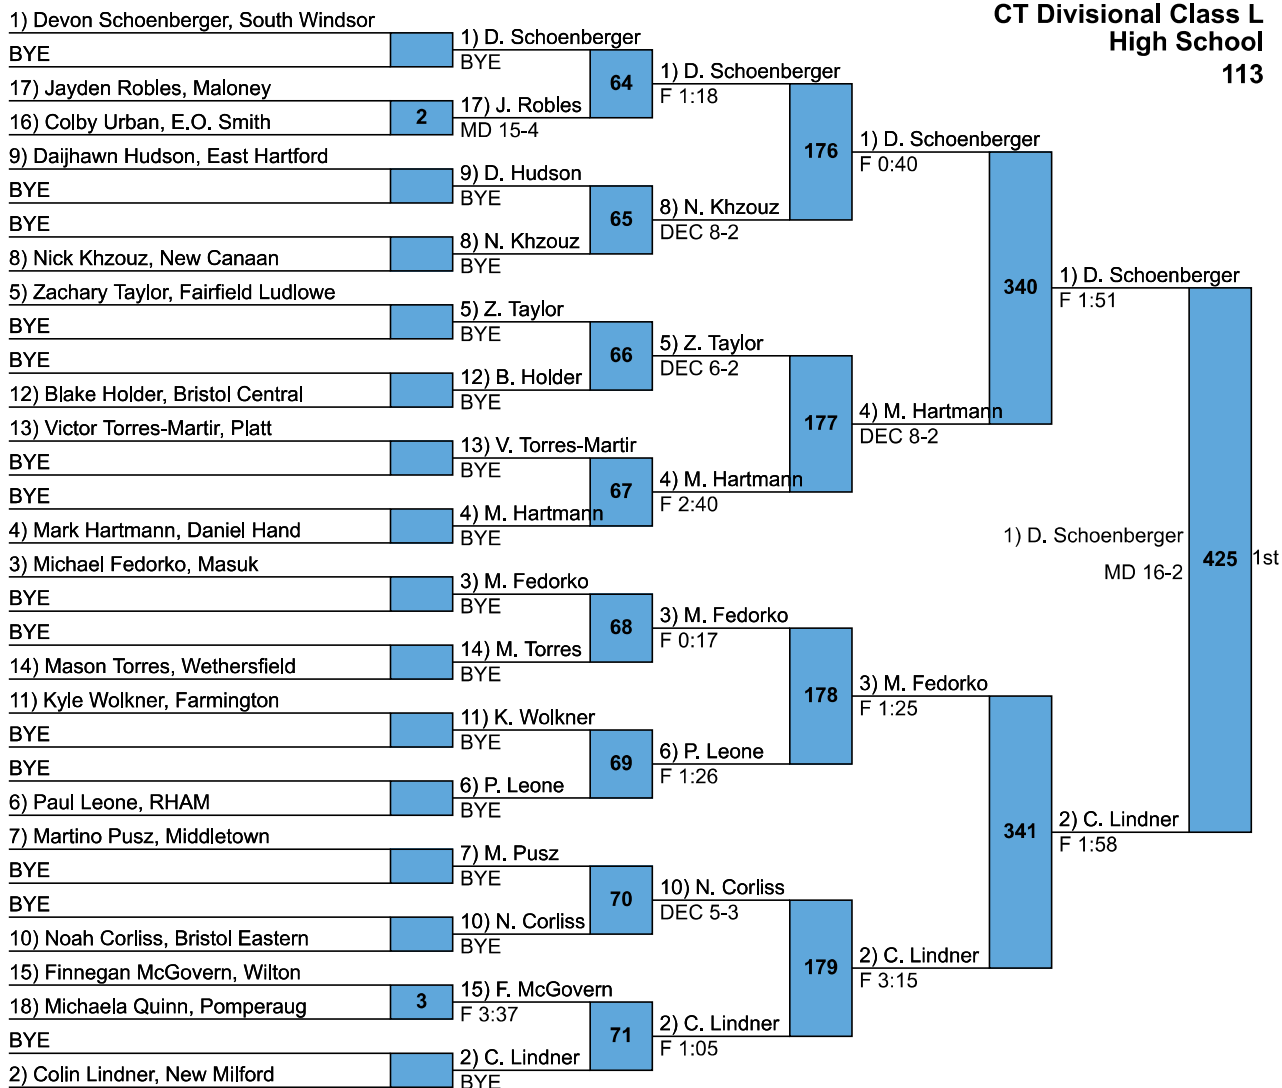 CT Divisional Class L
High School
113
1) Devon Schoenberger, South Windsor
BYE
17) Jayden Robles, Maloney
16) Colby Urban, E.O. Smith
9) Daijhawn Hudson, East Hartford
BYE
BYE
8) Nick Khzouz, New Canaan
5) Zachary Taylor, Fairfield Ludlowe
BYE
BYE
12) Blake Holder, Bristol Central
13) Victor Torres-Martir, Platt
BYE
BYE
4) Mark Hartmann, Daniel Hand
3) Michael Fedorko, Masuk
BYE
BYE
14) Mason Torres, Wethersfield
11) Kyle Wolkner, Farmington
BYE
BYE
6) Paul Leone, RHAM
7) Martino Pusz, Middletown
BYE
BYE
10) Noah Corliss, Bristol Eastern
15) Finnegan McGovern, Wilton
18) Michaela Quinn, Pomperaug
BYE
2) Colin Lindner, New Milford
2
3
1) D. Schoenberger
BYE
17) J. Robles
MD 15-4
9) D. Hudson
BYE
8) N. Khzouz
BYE
5) Z. Taylor
BYE
12) B. Holder
BYE
13) V. Torres-Martir
BYE
4) M. Hartmann
BYE
3) M. Fedorko
BYE
14) M. Torres
BYE
11) K. Wolkner
BYE
6) P. Leone
BYE
7) M. Pusz
BYE
10) N. Corliss
BYE
15) F. McGovern
F 3:37
2) C. Lindner
BYE
64
65
66
67
68
69
70
71
1) D. Schoenberger
F 1:18
8) N. Khzouz
DEC 8-2
5) Z. Taylor
DEC 6-2
4) M. Hartmann
F 2:40
3) M. Fedorko
F 0:17
6) P. Leone
F 1:26
10) N. Corliss
DEC 5-3
2) C. Lindner
F 1:05
176
177
178
179
1) D. Schoenberger
F 0:40
4) M. Hartmann
DEC 8-2
3) M. Fedorko
F 1:25
2) C. Lindner
F 3:15
340
341
1) D. Schoenberger
F 1:51
2) C. Lindner
F 1:58
1) D. Schoenberger
MD 16-2
425
1st